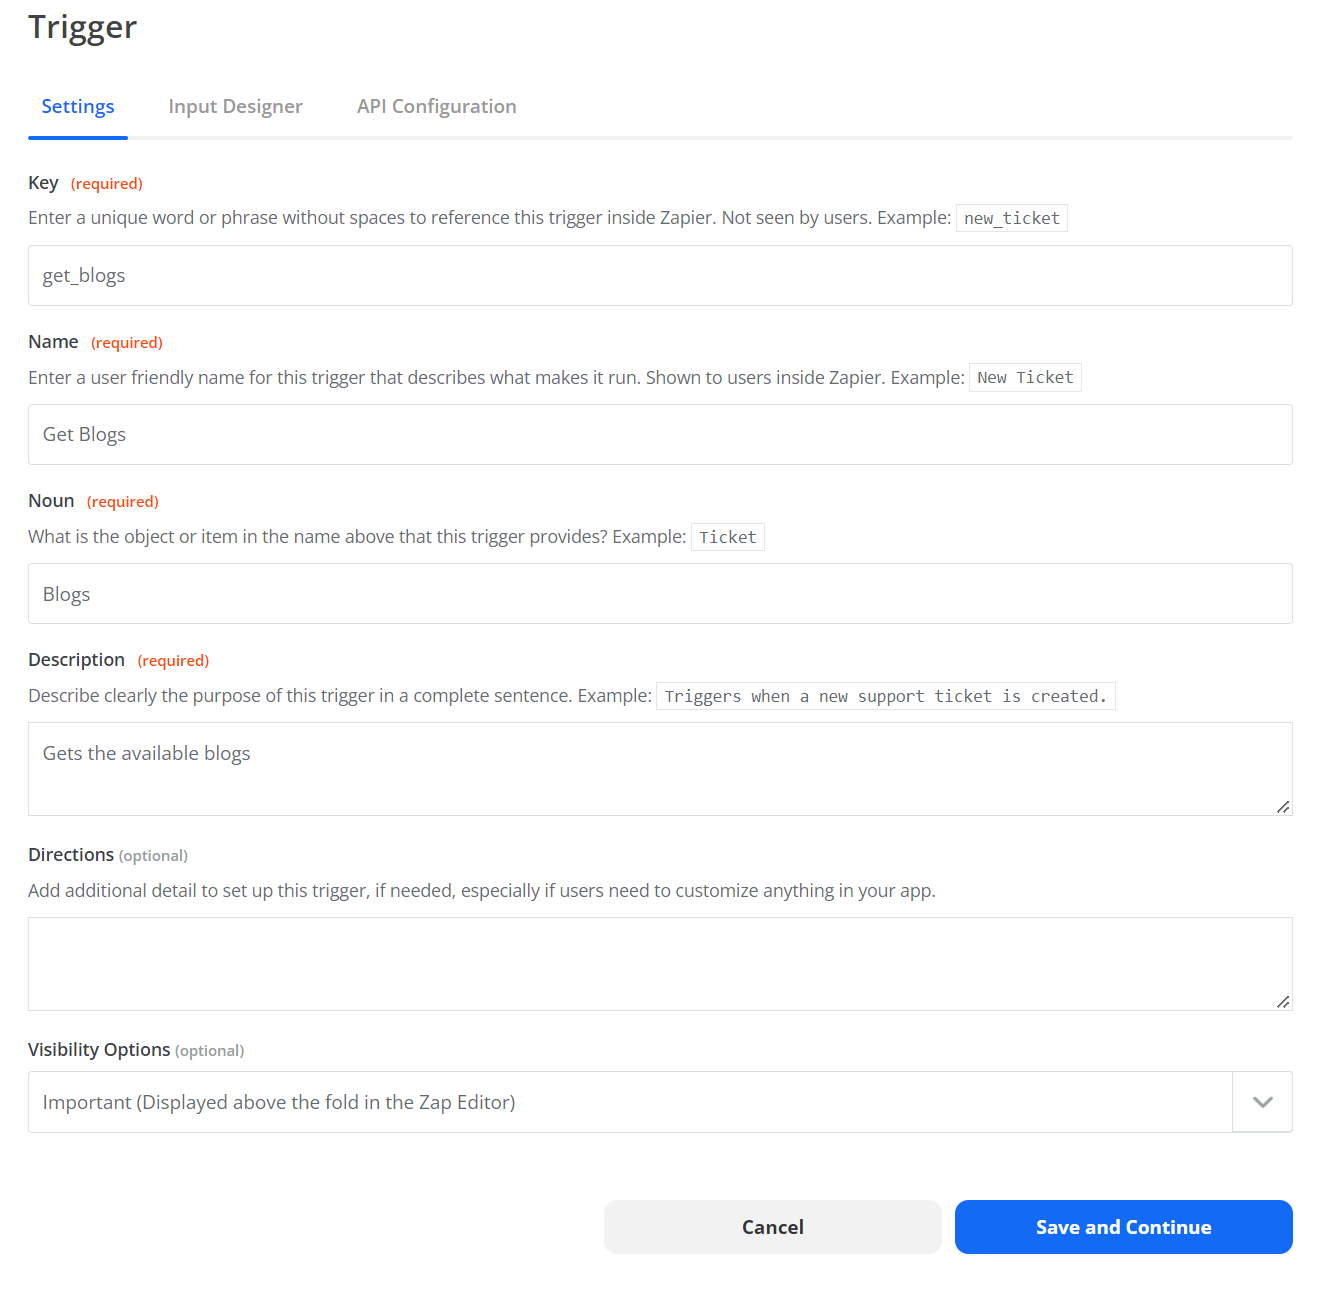 Trigger
Settings Input Designer API Configuration
Key (required)
Enter a unique word or phrase without spaces to reference this trigger inside Zapier. Not seen by users. Example: new_ticket
get_blogs
Name (required)
Enter a user friendly name for this trigger that describes what makes it run. Shown to users inside Zapier. Example: New Ticket
Get Blogs
Noun (required)
What is the object or item in the name above that this trigger provides? Example: Ticket
Blogs
Description (required)
Describe clearly the purpose of this trigger in a complete sentence. Example: Triggers when a new support ticket is created.
Gets the available blogs
Directions (optional)
Add additional detail to set up this trigger, if needed, especially if users need to customize anything in your app.
Visibility Options (optional)
Important (Displayed above the fold in the Zap Editor)
Cancel Save and Continue